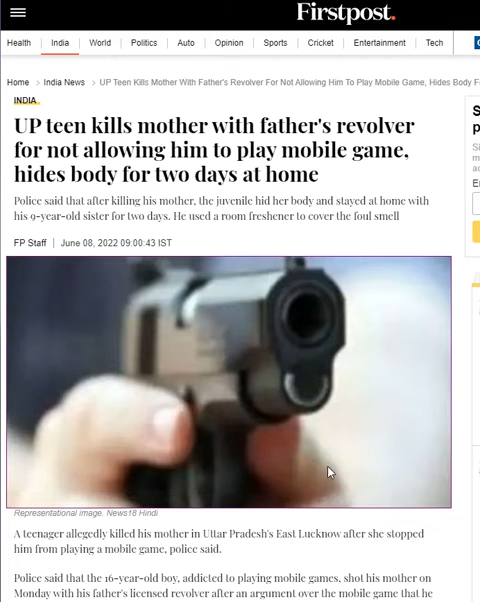 Firstpost.
Health India World Politics Auto Opinion Sports Cricket Entertainment Tech
Home > India News > UP Teen Kills Mother With Father's Revolver For Not Allowing Him To Play Mobile Game, Hides Body F
INDIA
UP teen kills mother with father's revolver
for not allowing him to play mobile game,
hides body for two days at home
Police said that after killing his mother, the juvenile hid her body and stayed at home with
his 9-year-old sister for two days. He used a room freshener to cover the foul smell
FP Staff | June 08, 2022 09:00:43 IST
Representational image. News18 Hindi
A teenager allegedly killed his mother in Uttar Pradesh's East Lucknow after she stopped
him from playing a mobile game, police said.
Police said that the 16-year-old boy, addicted to playing mobile games, shot his mother on
Monday with his father's licensed revolver after an argument over the mobile game that he